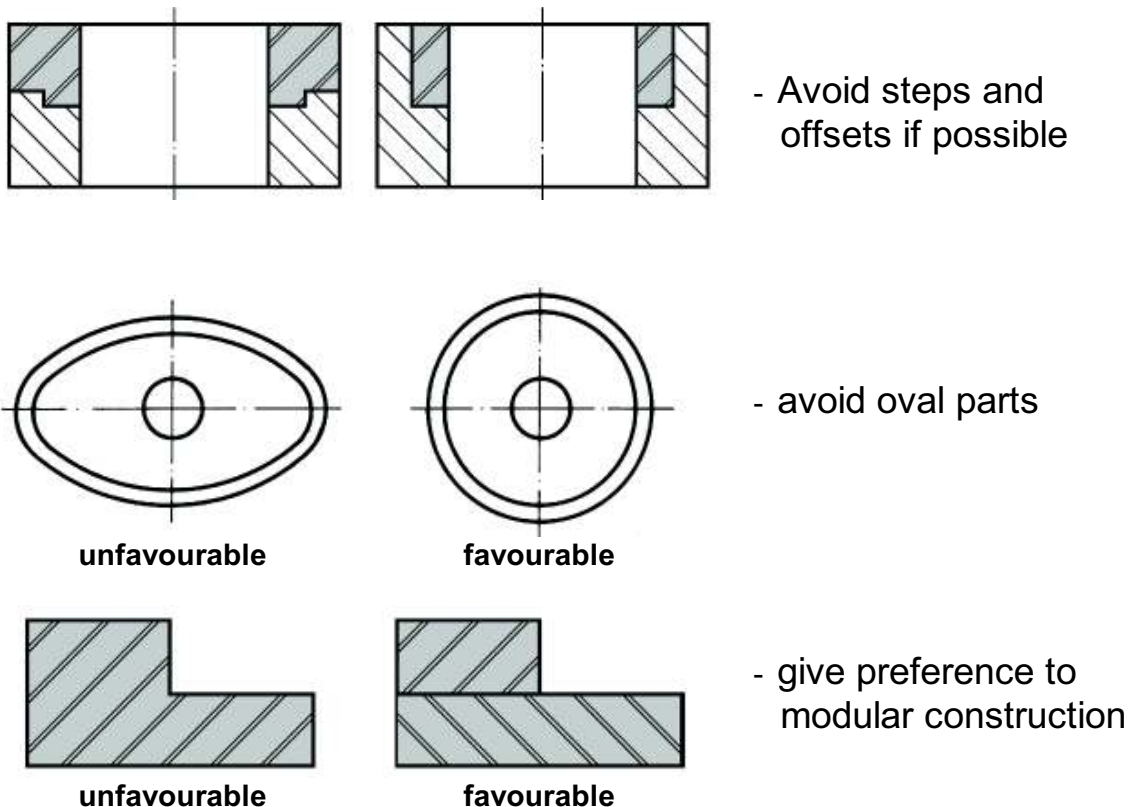 - Avoid steps and
offsets if possible
- avoid oval parts
unfavourable
favourable
- give preference to
modular construction
unfavourable
favourable